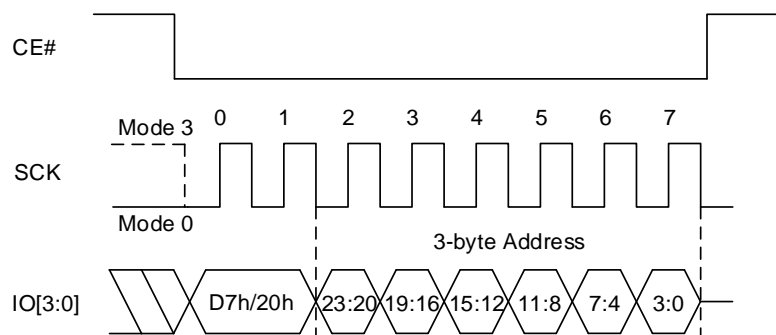 CE#
Mode 3
0 1 2 3 4 5 6 7
SCK
Mode 0
3-byte Address
IO[3:0]
D7h/20h 23:20 19:16 15:12 11:8 7:4 3:0